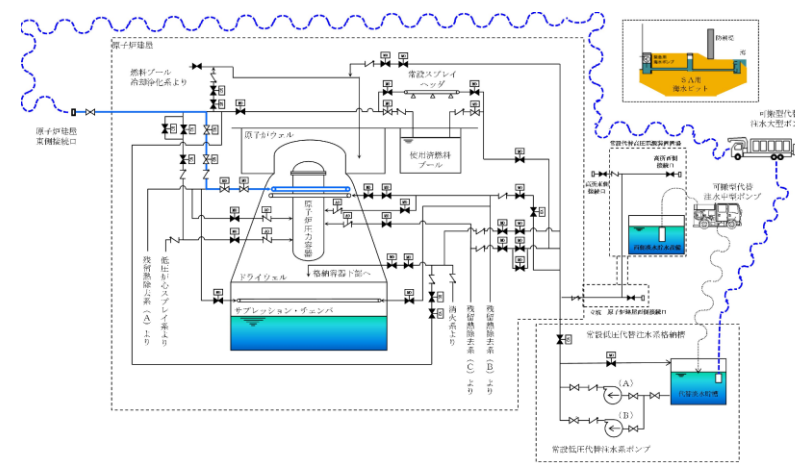 原子炉建屋
燃料プール
冷却浄化系より
常設スプレイ
ヘッダ
原子炉ウェル
使用済燃料
プール
原子炉建屋
東側接続口
原子炉圧力容器
格納容器下部へ
ドライウェル
サプレッション・チェンバ
残留熱除去系(A)より
低圧炉心スプレイ系より
消火系より
残留熱除去系(C)より
残留熱除去系(B)より
防潮堤
海
SA用
海水ピット
可搬型代替
注水大型ポン
可搬型代替
注水中型ポンプ
高所東側
接続口
高所西側
接続口
立坑
原子炉建屋西側接続口
常設低圧代替注水系格納槽
(A)
(B)
代替淡水貯槽
常設低圧代替注水系ポンプ